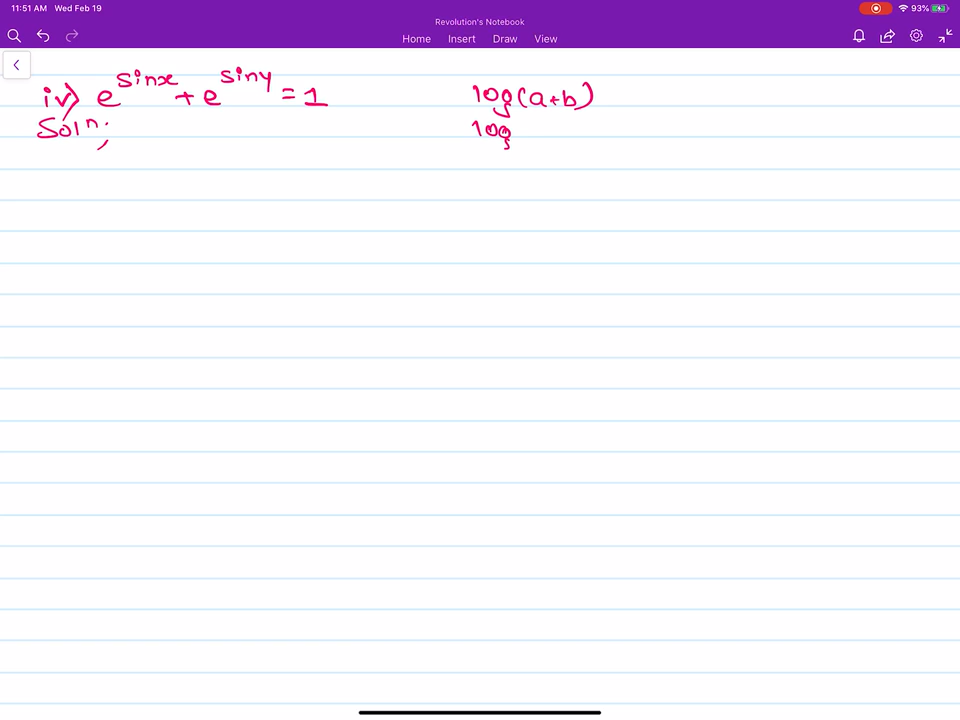 11:51 AM Wed Feb 19
93%
Revolution's Notebook
Home Insert Draw View
iv) e^sinx + e^siny = 1
log(a+b)
Solⁿ;
log